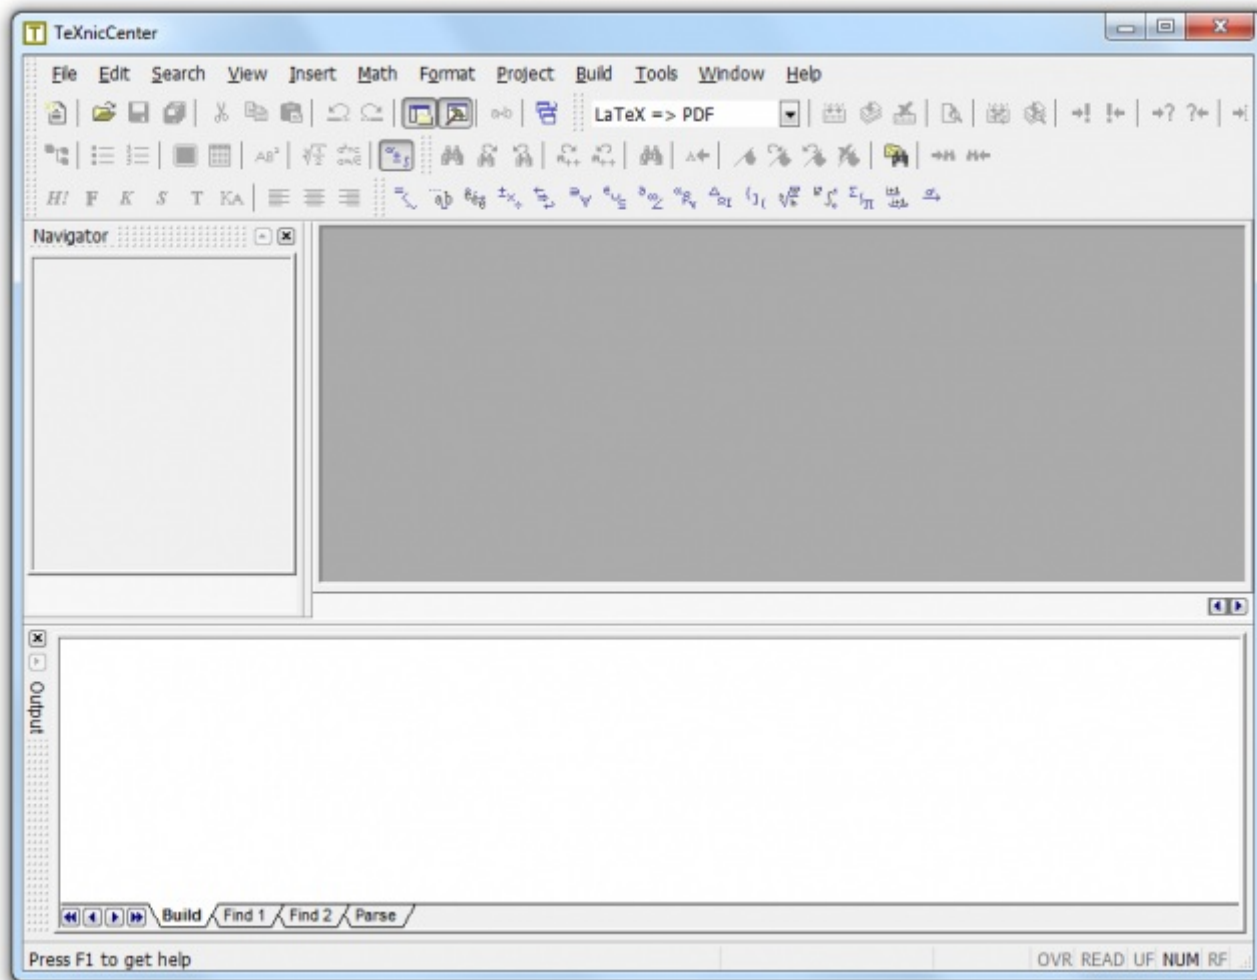 TeXnicCenter
File Edit Search View Insert Math Format Project Build Tools Window Help
LaTeX => PDF
H! F K S T KA
Navigator
Output
Build Find 1 Find 2 Parse
Press F1 to get help OVR READ UF NUM RF